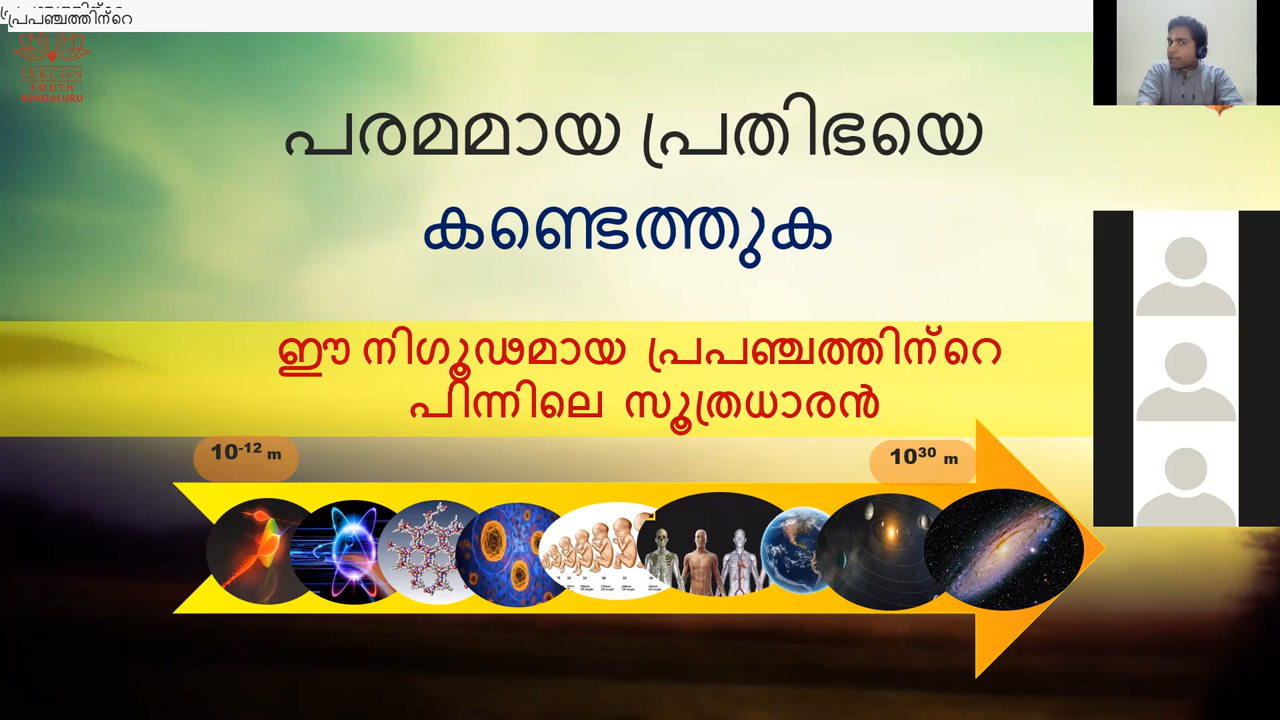 പ്രപഞ്ചത്തിന്റെ
ISKCON
SOUTH
BENGALURU
പരമമായ പ്രതിഭയെ
കണ്ടെത്തുക
ഈ നിഗൂഢമായ പ്രപഞ്ചത്തിന്റെ
പിന്നിലെ സൂത്രധാരൻ
10⁻¹² m
10³⁰ m